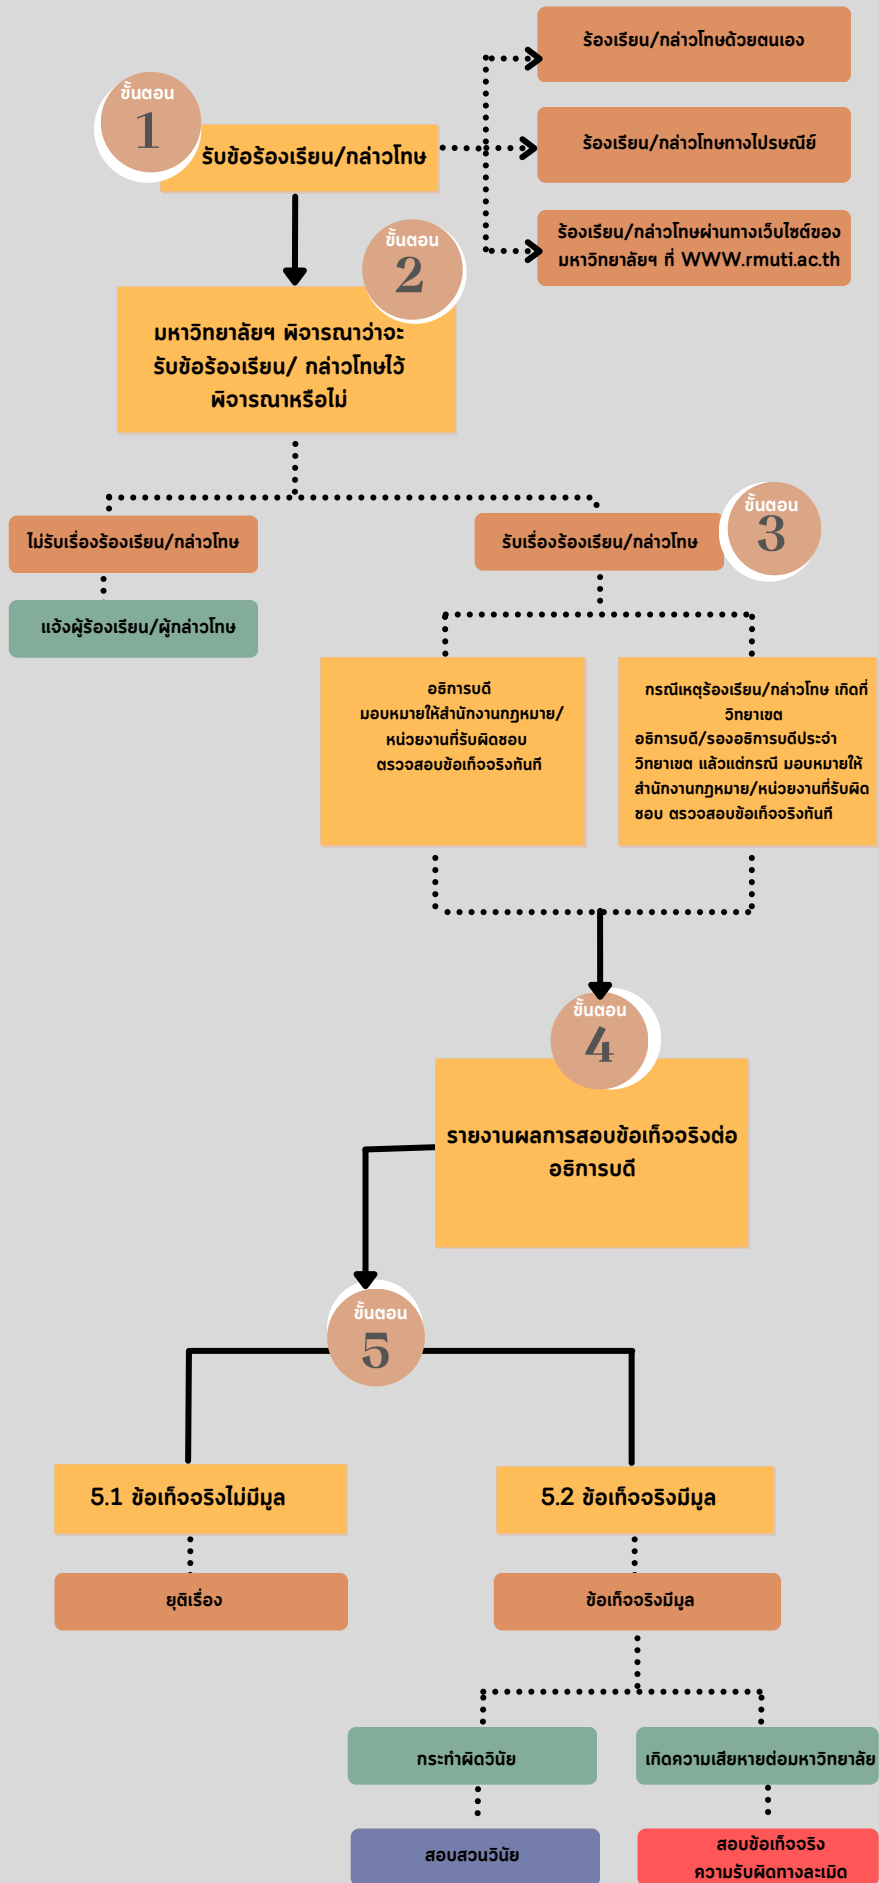 ร้องเรียน/กล่าวโทษด้วยตนเอง
ขั้นตอน
1
รับข้อร้องเรียน/กล่าวโทษ
ร้องเรียน/กล่าวโทษทางไปรษณีย์
ร้องเรียน/กล่าวโทษผ่านทางเว็บไซต์ของ
มหาวิทยาลัยฯ ที่ WWW.rmuti.ac.th
ขั้นตอน
2
มหาวิทยาลัยฯ พิจารณาว่าจะ
รับข้อร้องเรียน/ กล่าวโทษไว้
พิจารณาหรือไม่
ไม่รับเรื่องร้องเรียน/กล่าวโทษ
แจ้งผู้ร้องเรียน/ผู้กล่าวโทษ
รับเรื่องร้องเรียน/กล่าวโทษ
ขั้นตอน
3
อธิการบดี
มอบหมายให้สำนักงานกฎหมาย/
หน่วยงานที่รับผิดชอบ
ตรวจสอบข้อเท็จจริงทันที
กรณีเหตุร้องเรียน/กล่าวโทษ เกิดที่
วิทยาเขต
อธิการบดี/รองอธิการบดีประจำ
วิทยาเขต แล้วแต่กรณี มอบหมายให้
สำนักงานกฎหมาย/หน่วยงานที่รับผิด
ชอบ ตรวจสอบข้อเท็จจริงทันที
ขั้นตอน
4
รายงานผลการสอบข้อเท็จจริงต่อ
อธิการบดี
ขั้นตอน
5
5.1 ข้อเท็จจริงไม่มีมูล
ยุติเรื่อง
5.2 ข้อเท็จจริงมีมูล
ข้อเท็จจริงมีมูล
กระทำผิดวินัย
สอบสวนวินัย
เกิดความเสียหายต่อมหาวิทยาลัย
สอบข้อเท็จจริง
ความรับผิดทางละเมิด